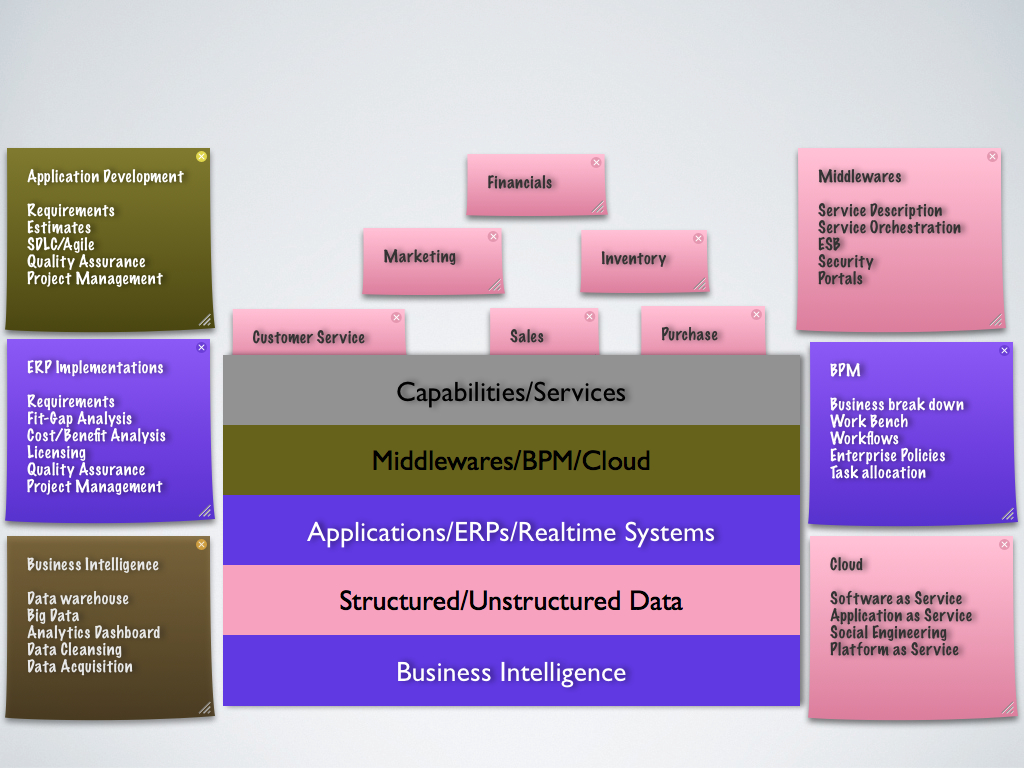 Application Development
Requirements
Estimates
SDLC/Agile
Quality Assurance
Project Management
ERP Implementations
Requirements
Fit-Gap Analysis
Cost/Benefit Analysis
Licensing
Quality Assurance
Project Management
Business Intelligence
Data warehouse
Big Data
Analytics Dashboard
Data Cleansing
Data Acquisition
Financials
Marketing
Inventory
Customer Service
Sales
Purchase
Capabilities/Services
Middlewares/BPM/Cloud
Applications/ERPs/Realtime Systems
Structured/Unstructured Data
Business Intelligence
Middlewares
Service Description
Service Orchestration
ESB
Security
Portals
BPM
Business break down
Work Bench
Workflows
Enterprise Policies
Task allocation
Cloud
Software as Service
Application as Service
Social Engineering
Platform as Service